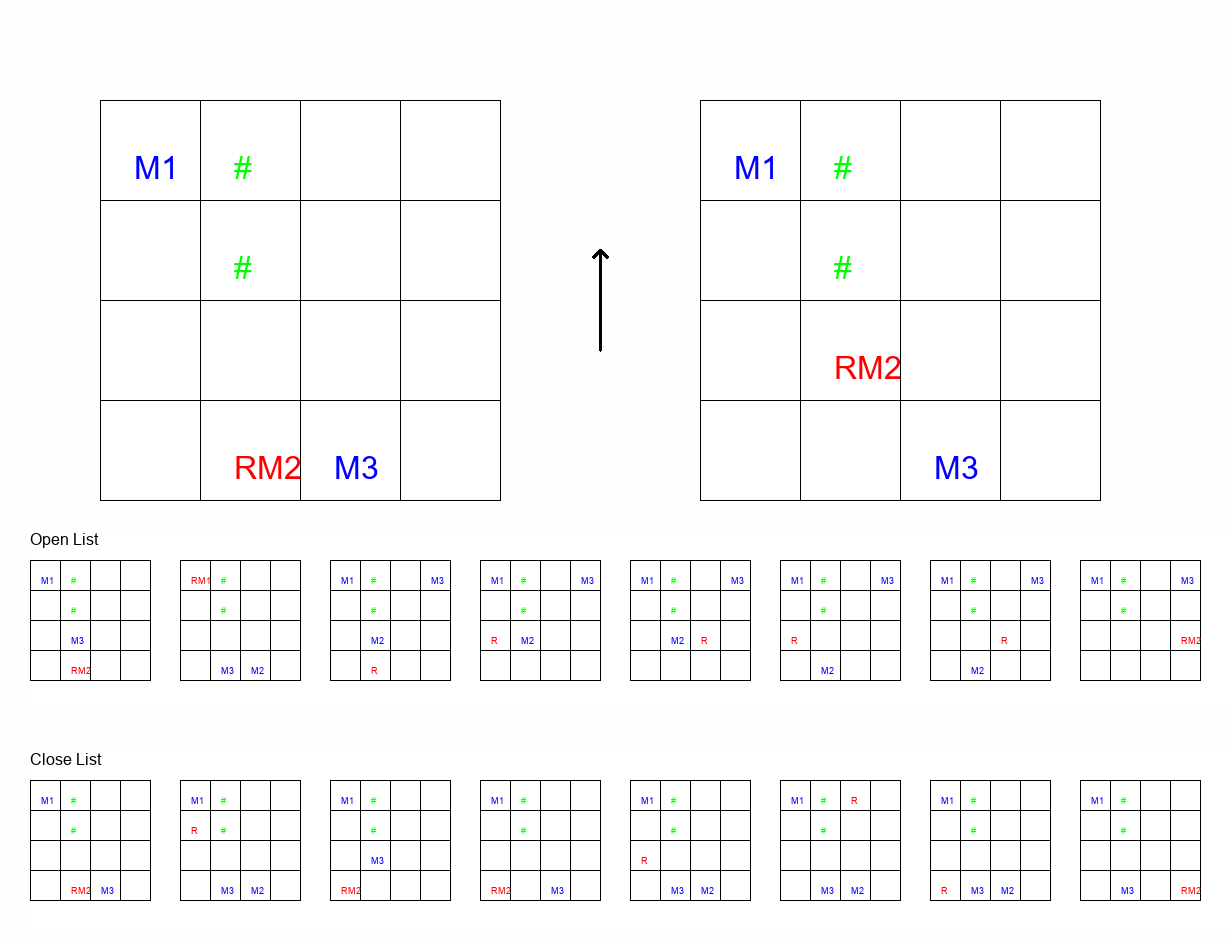 M1 # M1 #
# #
RM2
RM2 M3 M3
Open List
M1 # RM1 # M1 # M3 M1 # M3 M1 # M3 M1 # M3 M1 # M3 M1 # M3
# # # # # # # #
M3 M2 R M2 M2 R R R RM2
RM2 M3 M2 R M2 M2
Close List
M1 # M1 # M1 # M1 # M1 # M1 # R M1 # M1 #
# R # # # # # # #
M3 R
RM2 M3 M3 M2 RM2 RM2 M3 M3 M2 M3 M2 R M3 M2 M3 RM2